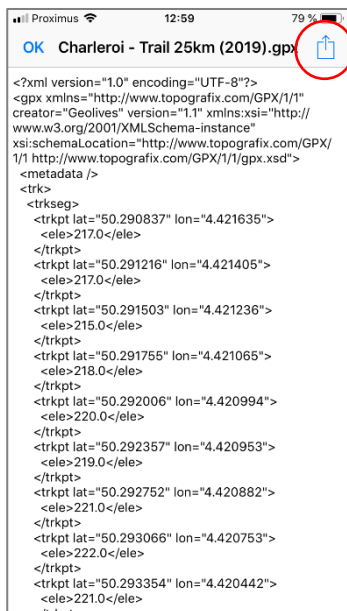 Proximus 12:59 79 %
OK Charleroi - Trail 25km (2019).gpx
<?xml version="1.0" encoding="UTF-8"?>
<gpx xmlns="http://www.topografix.com/GPX/1/1"
creator="Geolives" version="1.1" xmlns:xsi="http://
www.w3.org/2001/XMLSchema-instance"
xsi:schemaLocation="http://www.topografix.com/GPX/
1/1 http://www.topografix.com/GPX/1/1/gpx.xsd">
<metadata />
<trk>
<trkseg>
<trkpt lat="50.290837" lon="4.421635">
<ele>217.0</ele>
</trkpt>
<trkpt lat="50.291216" lon="4.421405">
<ele>217.0</ele>
</trkpt>
<trkpt lat="50.291503" lon="4.421236">
<ele>215.0</ele>
</trkpt>
<trkpt lat="50.291755" lon="4.421065">
<ele>218.0</ele>
</trkpt>
<trkpt lat="50.292006" lon="4.420994">
<ele>220.0</ele>
</trkpt>
<trkpt lat="50.292357" lon="4.420953">
<ele>219.0</ele>
</trkpt>
<trkpt lat="50.292752" lon="4.420882">
<ele>221.0</ele>
</trkpt>
<trkpt lat="50.293066" lon="4.420753">
<ele>222.0</ele>
</trkpt>
<trkpt lat="50.293354" lon="4.420442">
<ele>221.0</ele>